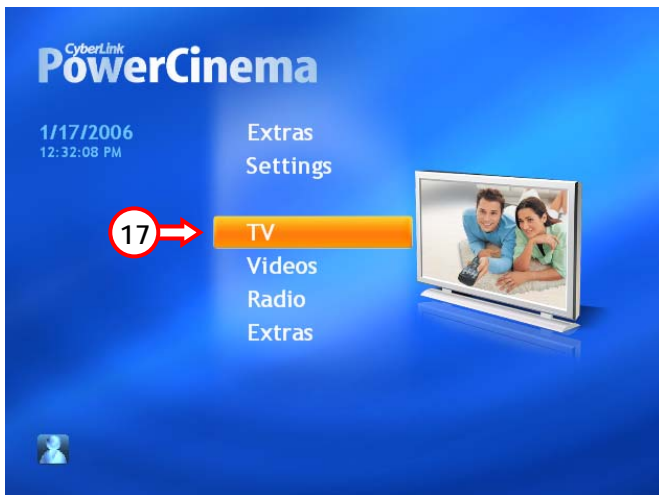 CyberLink
PowerCinema
1/17/2006
12:32:08 PM
Extras
Settings
17
TV
Videos
Radio
Extras